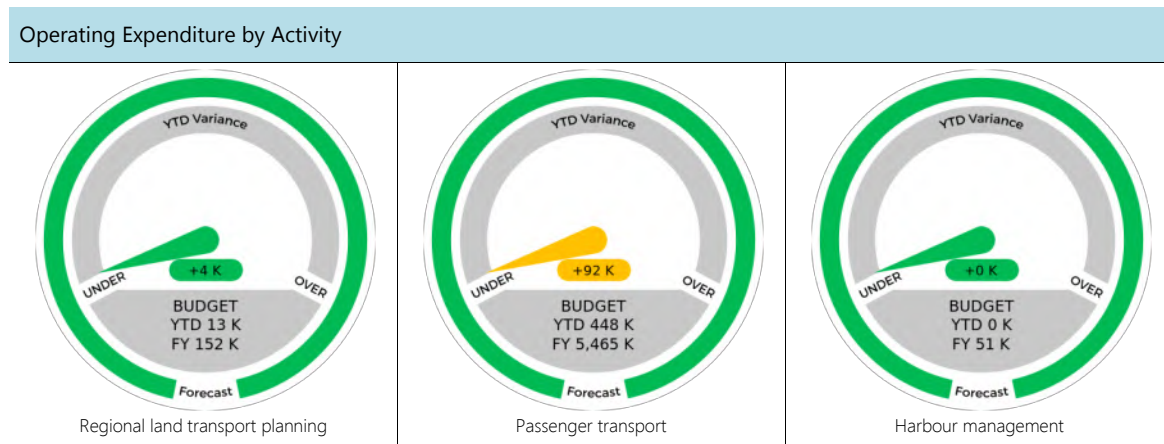 Operating Expenditure by Activity
YTD Variance
+4 K
UNDER
OVER
BUDGET
YTD 13 K
FY 152 K
Forecast
Regional land transport planning
YTD Variance
+92 K
UNDER
OVER
BUDGET
YTD 448 K
FY 5,465 K
Forecast
Passenger transport
YTD Variance
+0 K
UNDER
OVER
BUDGET
YTD 0 K
FY 51 K
Forecast
Harbour management